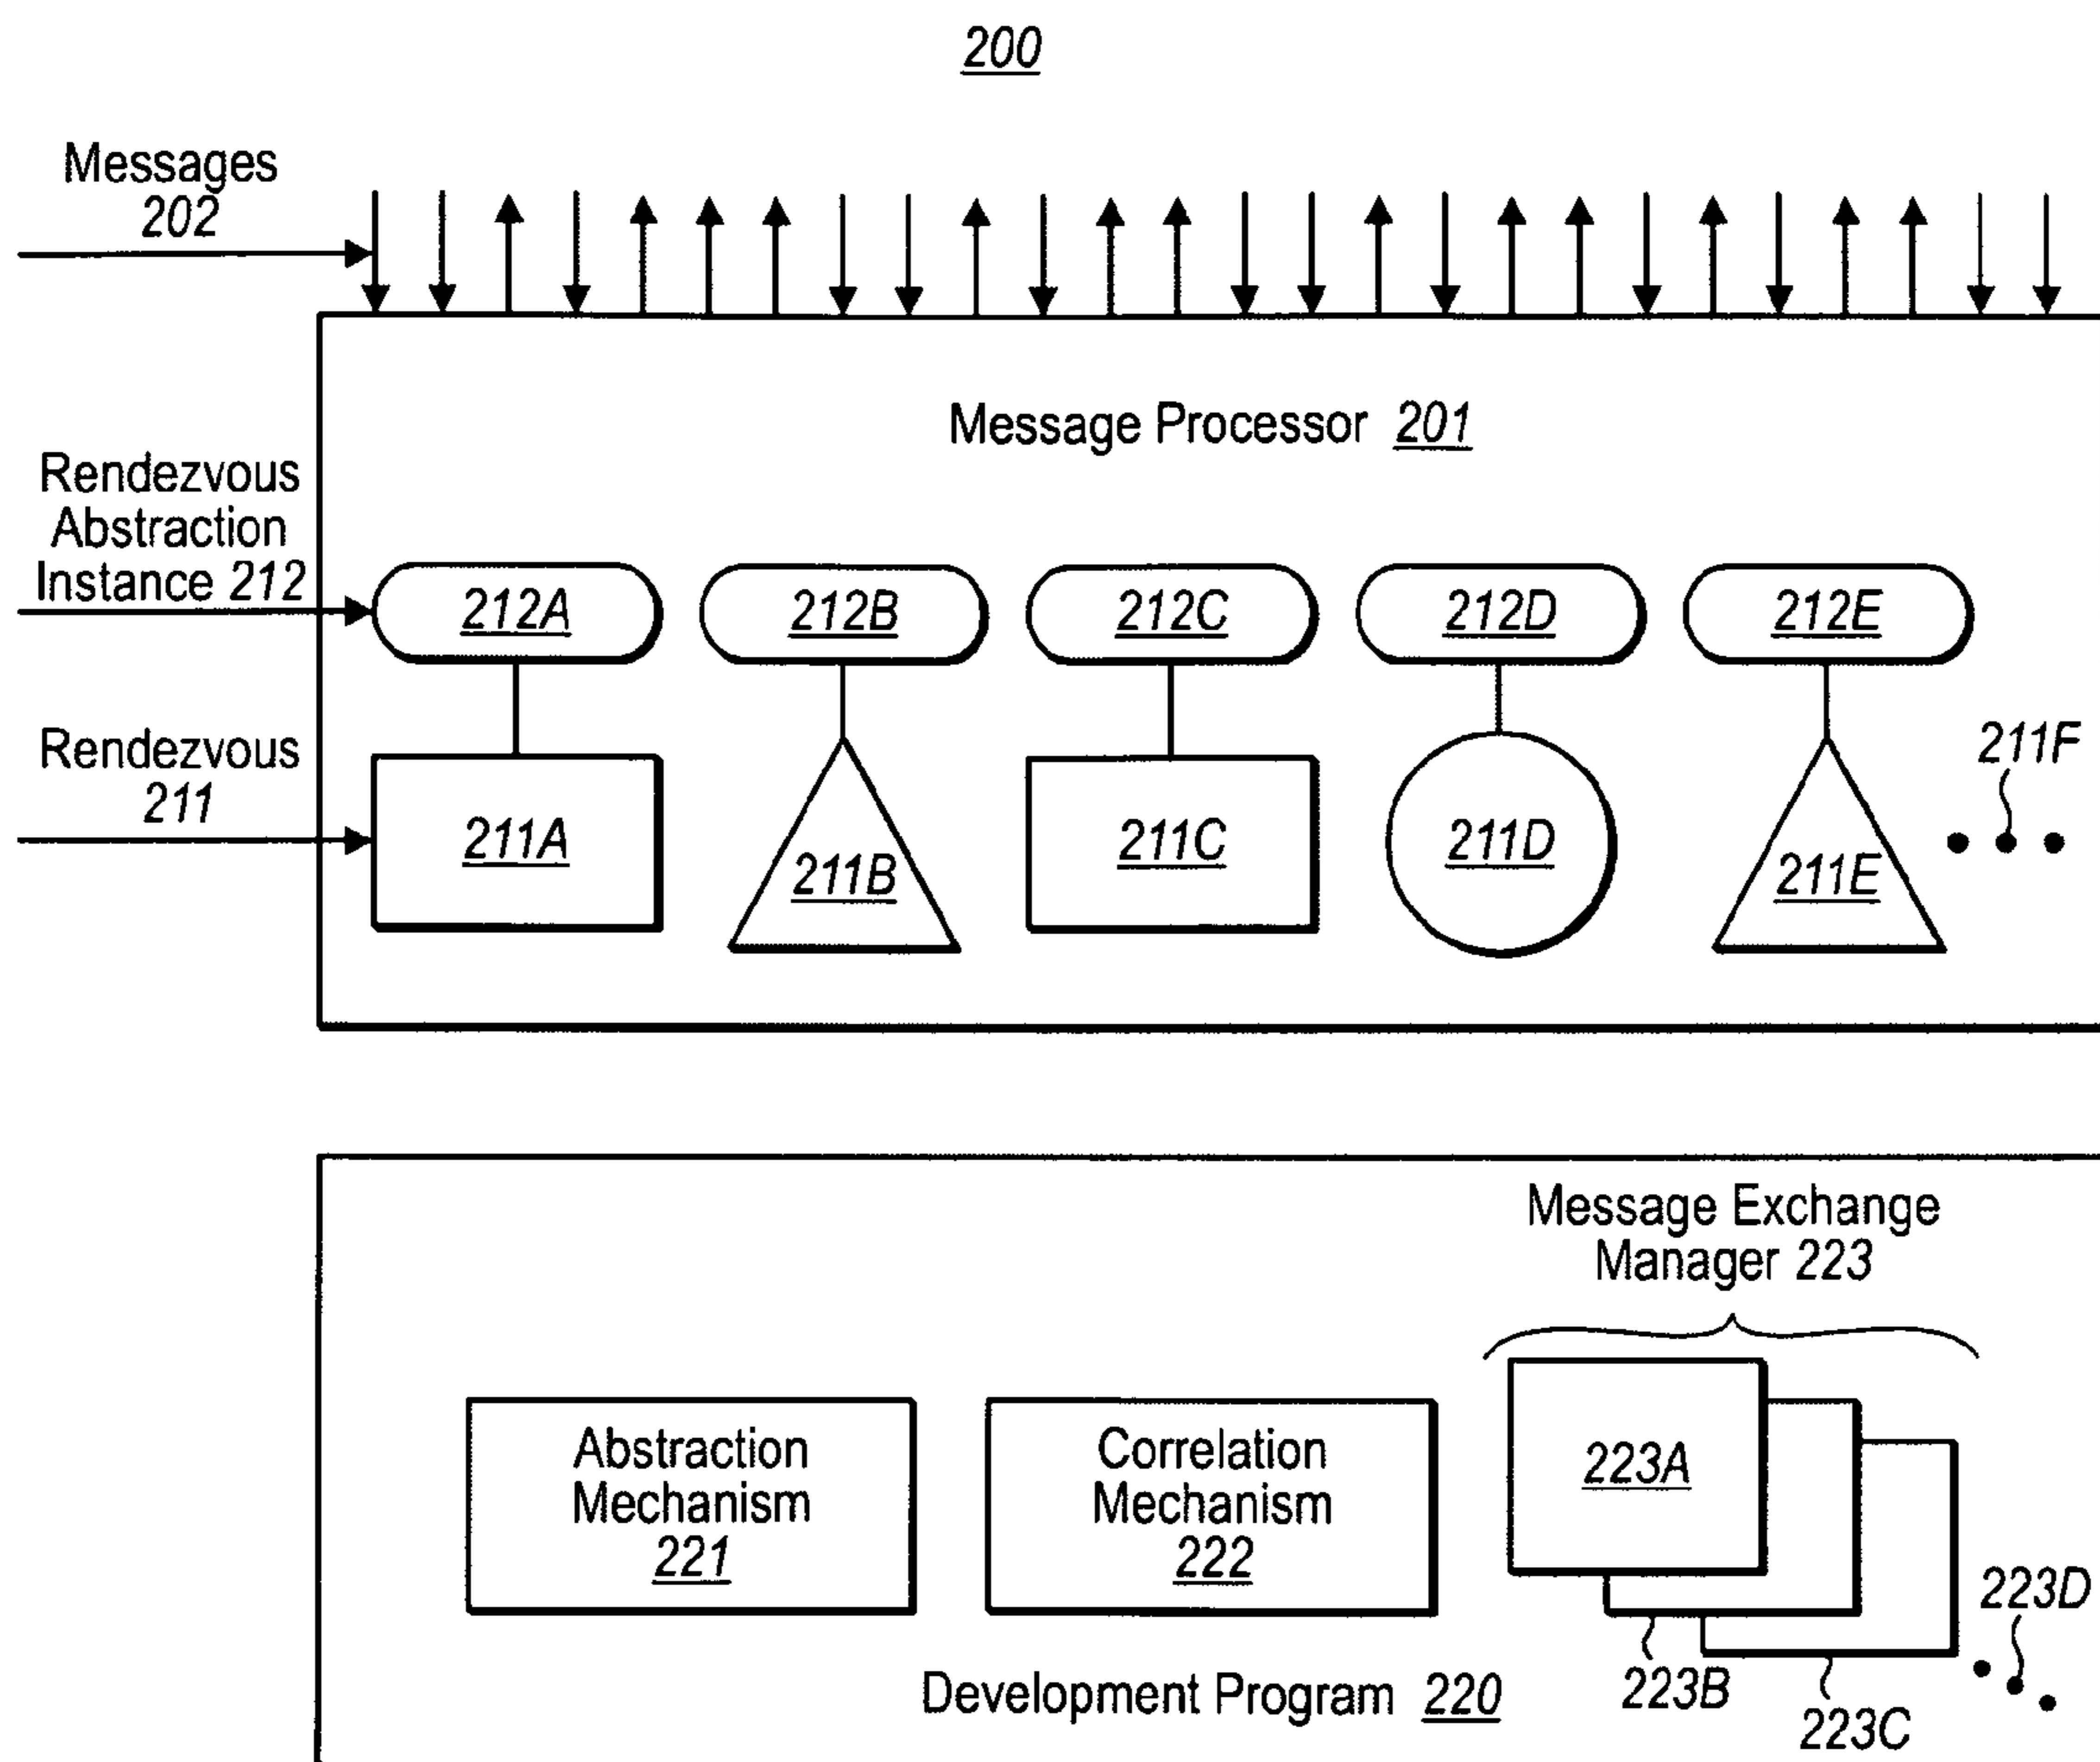 200
Messages
202
Message Processor 201
Rendezvous
Abstraction
Instance 212
212A 212B 212C 212D 212E
Rendezvous
211
211F
211A 211B 211C 211D 211E
Message Exchange
Manager 223
Abstraction
Mechanism
221
Correlation
Mechanism
222
223A
223D
223B
223C
Development Program 220